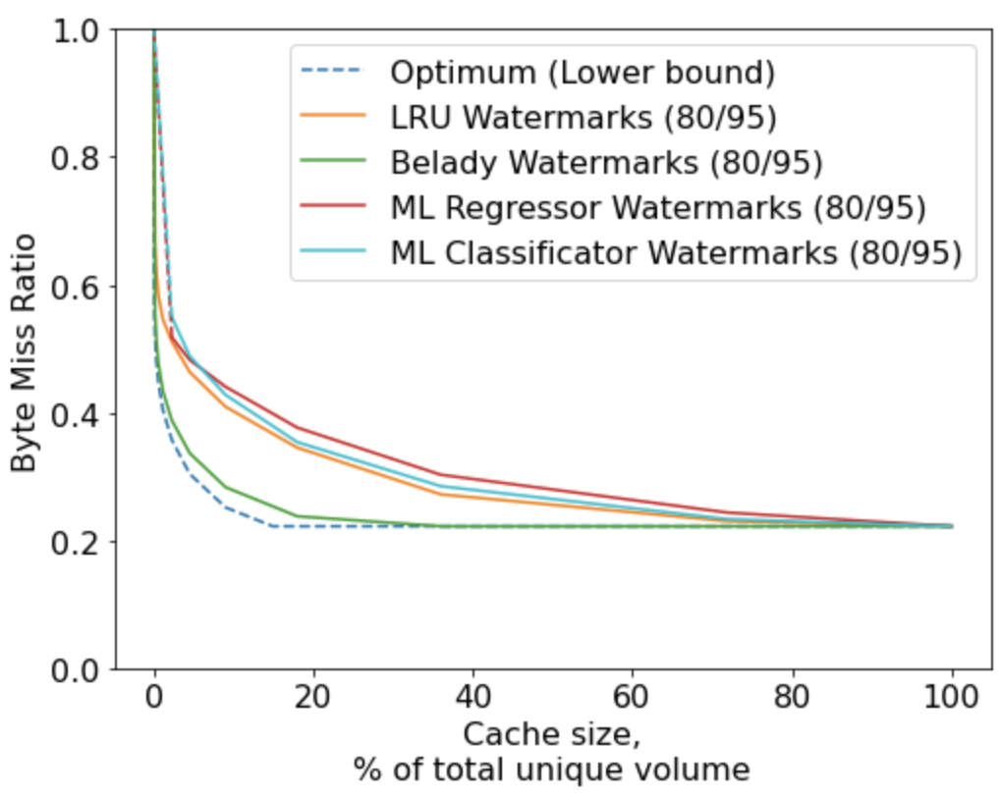 1.0
0.8
0.6
0.4
0.2
0.0
Byte Miss Ratio
Optimum (Lower bound)
LRU Watermarks (80/95)
Belady Watermarks (80/95)
ML Regressor Watermarks (80/95)
ML Classificator Watermarks (80/95)
0 20 40 60 80 100
Cache size,
% of total unique volume